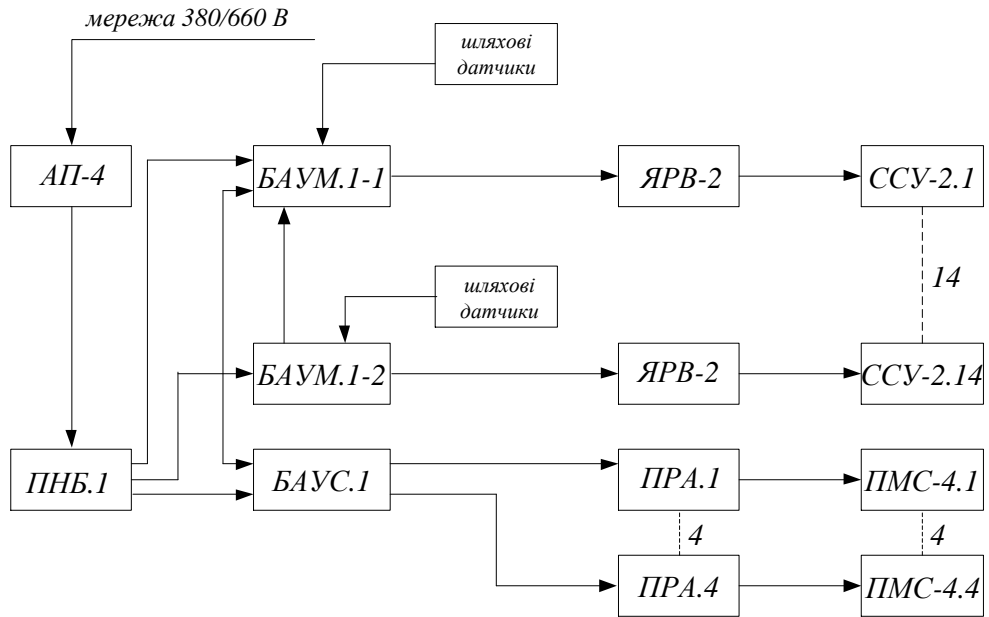 мережа 380/660 В
шляхові
датчики
АП-4
БАУМ.1-1
ЯРВ-2
ССУ-2.1
14
шляхові
датчики
БАУМ.1-2
ЯРВ-2
ССУ-2.14
ПНБ.1
БАУС.1
ПРА.1
ПМС-4.1
4
4
ПРА.4
ПМС-4.4